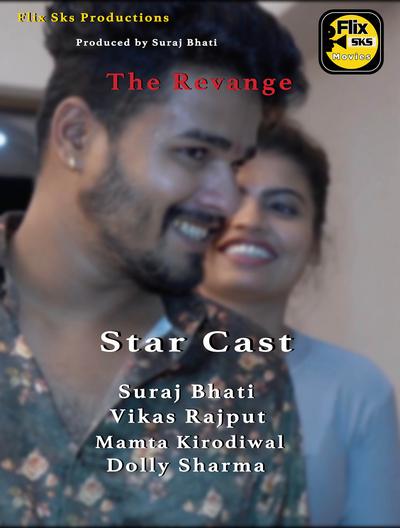 Flix Sks Productions
Produced by Suraj Bhati
Flix
SKS
Movies
The Revange
Star Cast
Suraj Bhati
Vikas Rajput
Mamta Kirodiwal
Dolly Sharma